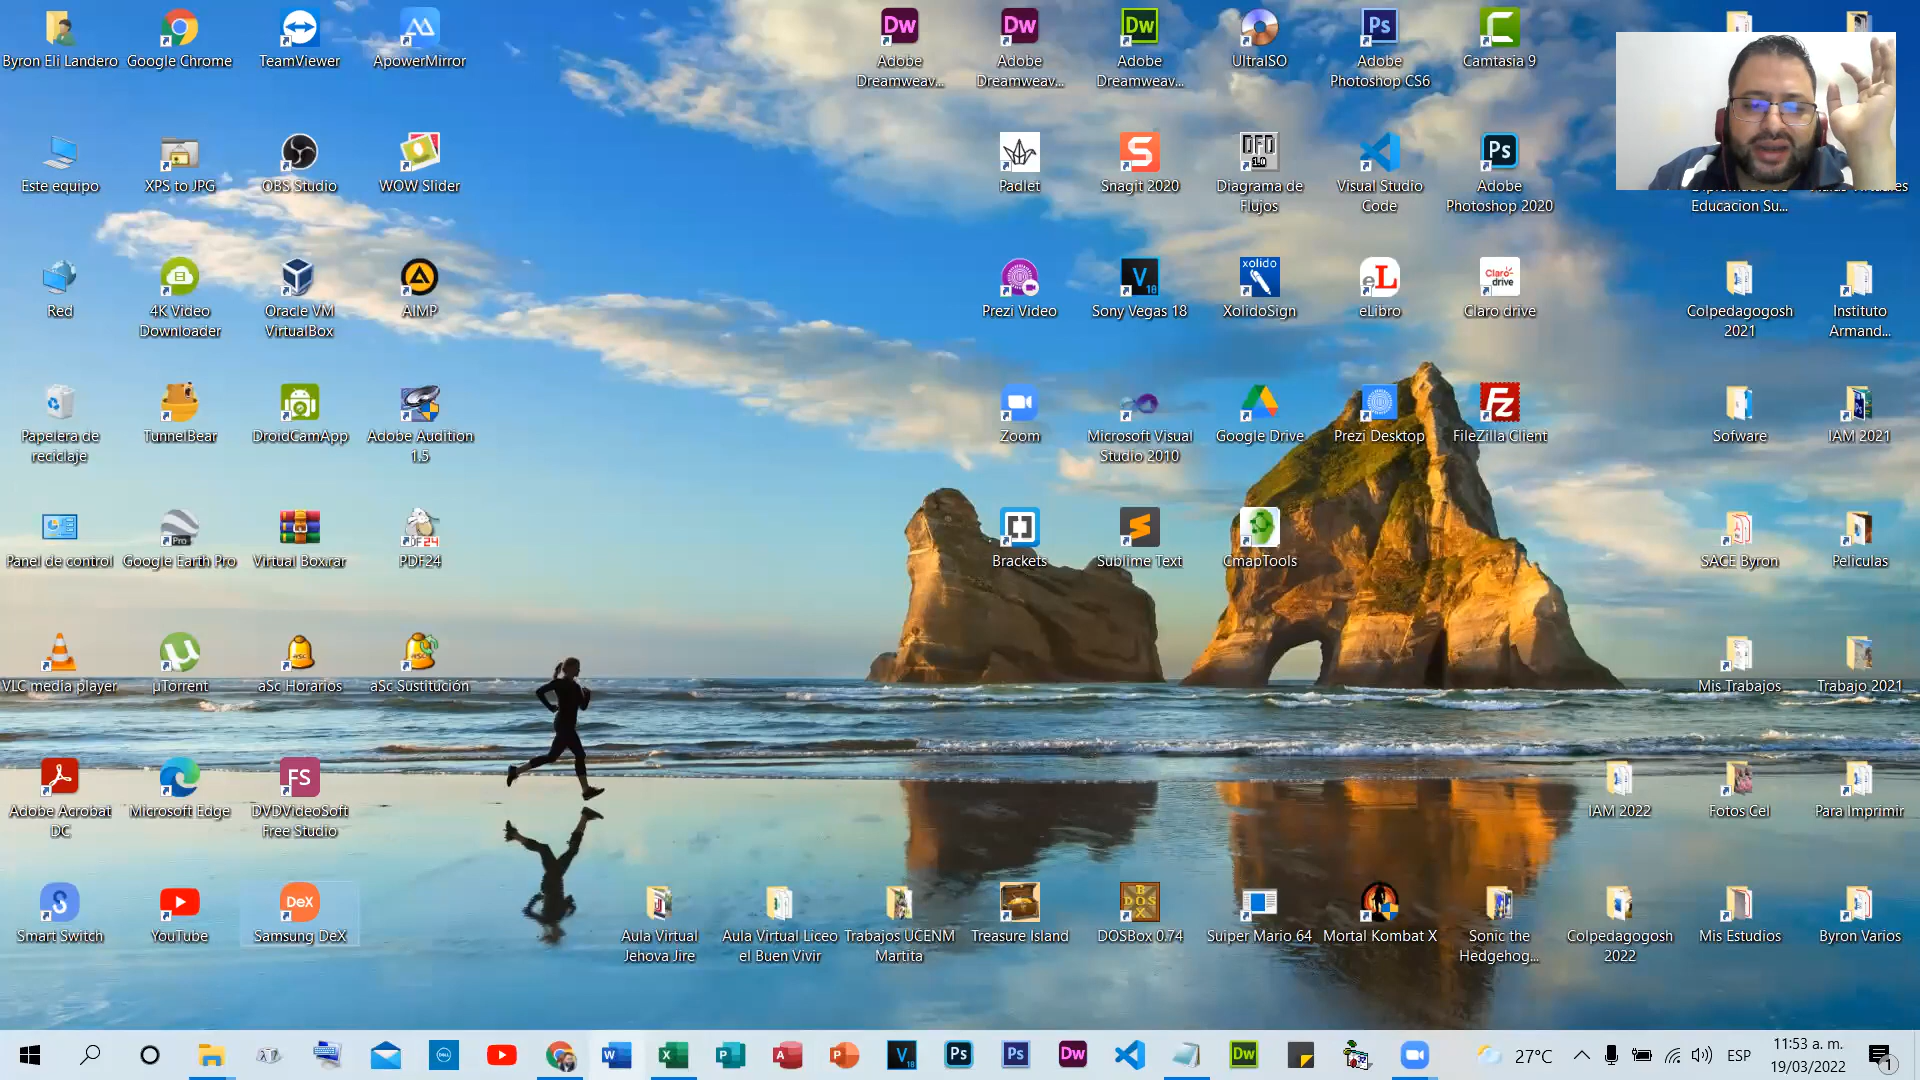 Byron Eli Landero
Google Chrome
TeamViewer
ApowerMirror
Adobe Dreamweav...
Adobe Dreamweav...
Adobe Dreamweav...
UltraISO
Adobe Photoshop CS6
Camtasia 9
Este equipo
XPS to JPG
OBS Studio
WOW Slider
Padlet
Snagit 2020
Diagrama de Flujos
Visual Studio Code
Adobe Photoshop 2020
Educacion Su...
Red
4K Video Downloader
Oracle VM VirtualBox
AIMP
Prezi Video
Sony Vegas 18
XolidoSign
eLibro
Claro drive
Colpedagogosh 2021
Instituto Armand...
Papelera de reciclaje
TunnelBear
DroidCamApp
Adobe Audition 1.5
Zoom
Microsoft Visual Studio 2010
Google Drive
Prezi Desktop
FileZilla Client
Sofware
IAM 2021
Panel de control
Google Earth Pro
Virtual Box.rar
PDF24
Brackets
Sublime Text
CmapTools
SACE Byron
Peliculas
VLC media player
µTorrent
aSc Horarios
aSc Sustitución
Mis Trabajos
Trabajo 2021
Adobe Acrobat DC
Microsoft Edge
DVDVideoSoft Free Studio
IAM 2022
Fotos Cel
Para Imprimir
Smart Switch
YouTube
Samsung DeX
Aula Virtual Jehova Jire
Aula Virtual Liceo el Buen Vivir
Trabajos UCENM Martita
Treasure Island
DOSBox 0.74
Suiper Mario 64
Mortal Kombat X
Sonic the Hedgehog...
Colpedagogosh 2022
Mis Estudios
Byron Varios
27°C
ESP
11:53 a. m.
19/03/2022
1